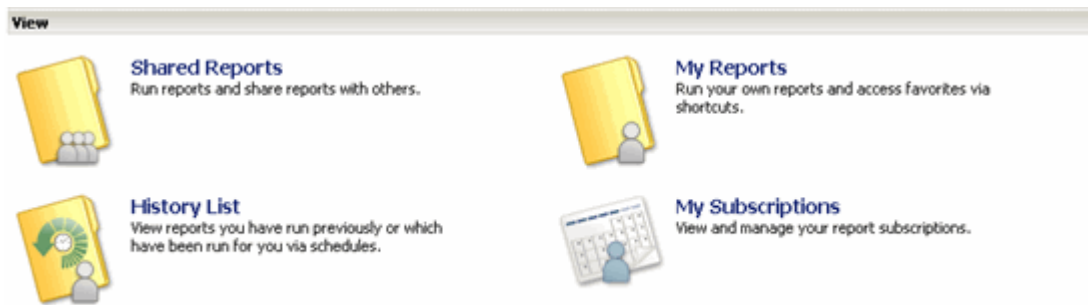 View
Shared Reports
Run reports and share reports with others.
My Reports
Run your own reports and access favorites via
shortcuts.
History List
View reports you have run previously or which
have been run for you via schedules.
My Subscriptions
View and manage your report subscriptions.